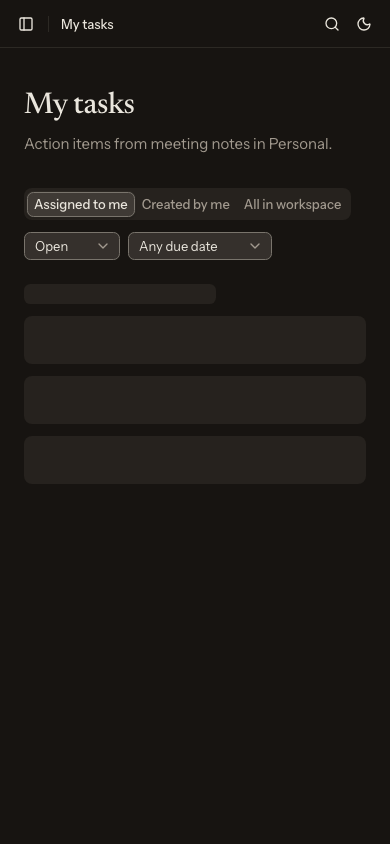 My tasks
My tasks
Action items from meeting notes in Personal.
Assigned to me Created by me All in workspace
Open Any due date